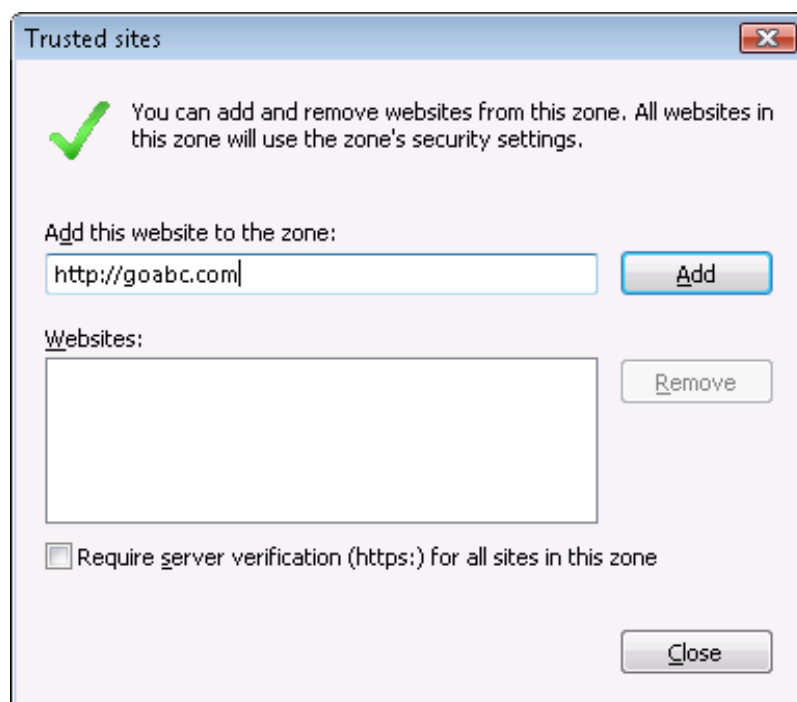 Trusted sites
You can add and remove websites from this zone. All websites in
this zone will use the zone's security settings.
Add this website to the zone:
http://goabc.com
Add
Websites:
Remove
Require server verification (https:) for all sites in this zone
Close